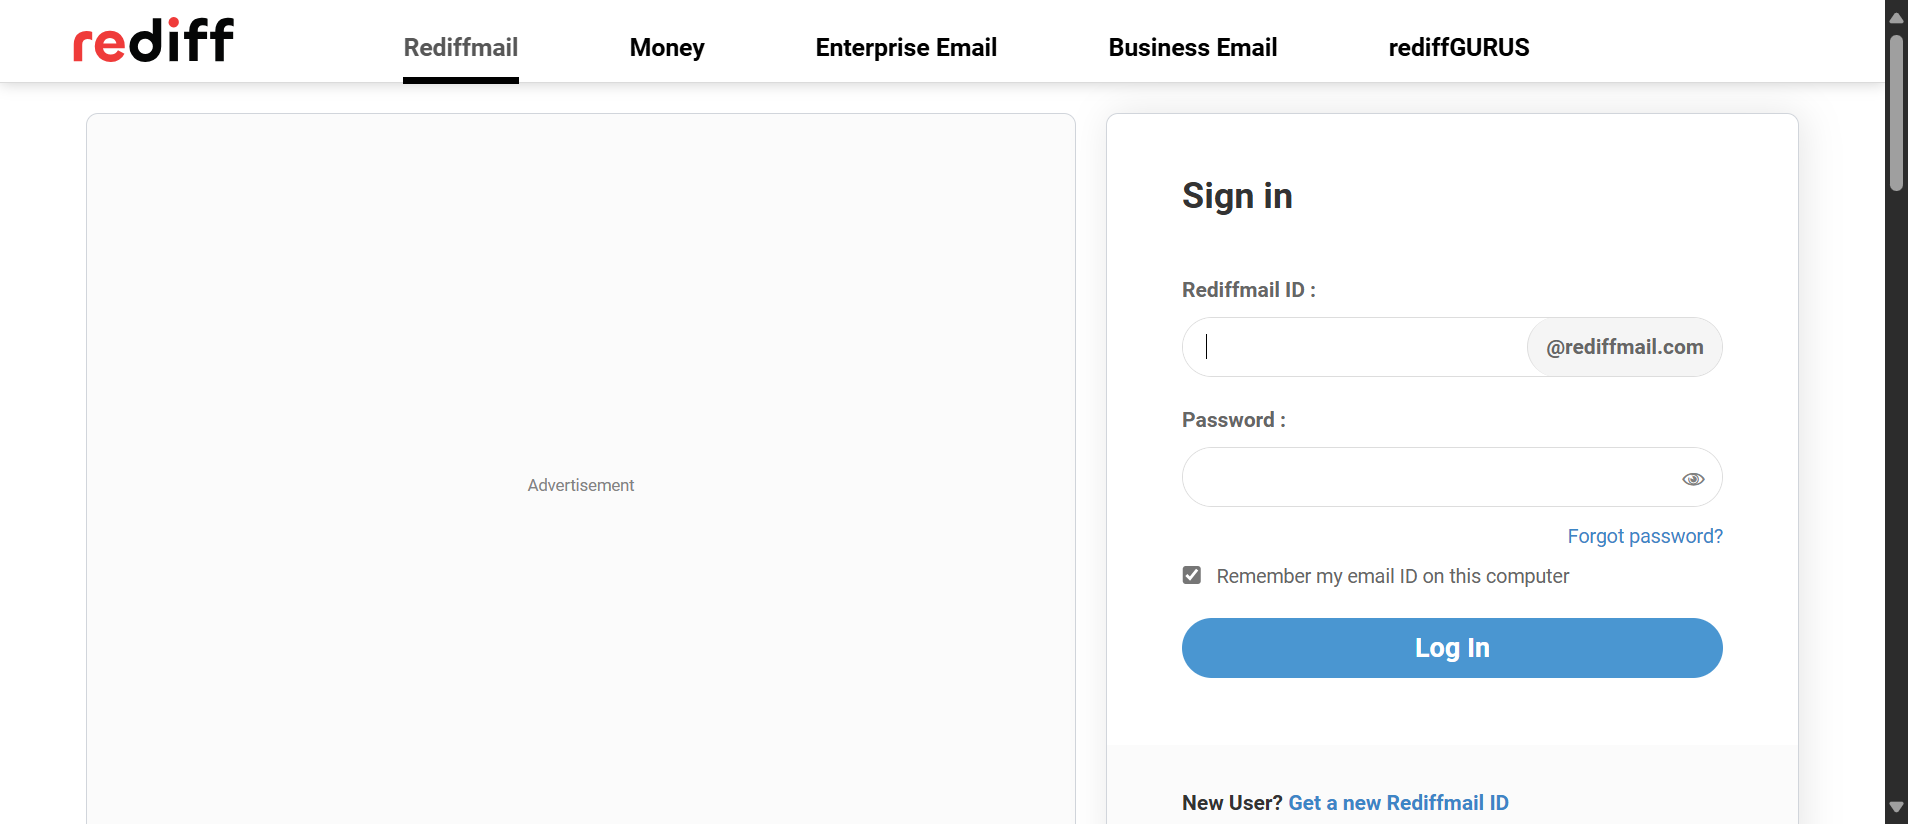 rediff
Rediffmail
Money
Enterprise Email
Business Email
rediffGURUS
Advertisement
Sign in
Rediffmail ID :
@rediffmail.com
Password :
Forgot password?
Remember my email ID on this computer
Log In
New User? Get a new Rediffmail ID